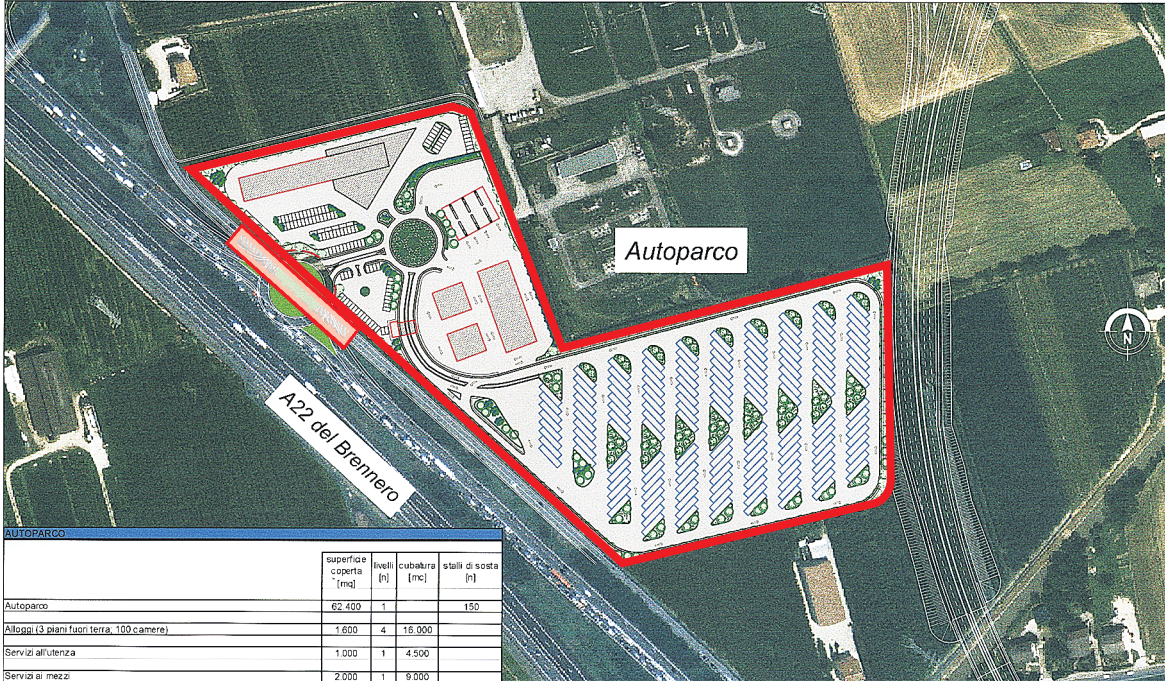 Autoparco
N
A22 del Brennero
AUTOPARCO
superficie coperta [mq] livelli [n] cubatura [mc] stalli di sosta [n]
Autoparco 62.400 1 150
Alloggi (3 piani fuori terra; 100 camere) 1.600 4 16.000
Servizi all'utenza 1.000 1 4.500
Servizi ai mezzi 2.000 1 9.000